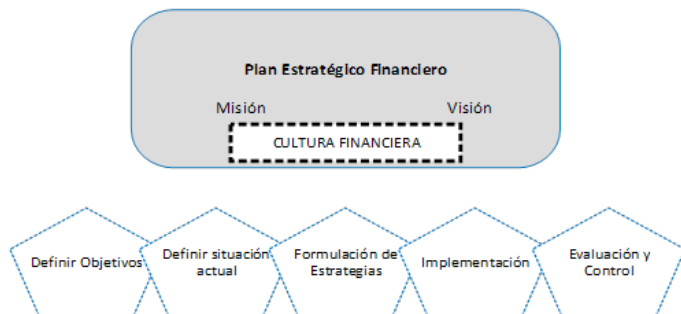 Plan Estratégico Financiero
Misión Visión
CULTURA FINANCIERA
Definir Objetivos
Definir situación
actual
Formulación de
Estrategias
Implementación
Evaluación y
Control